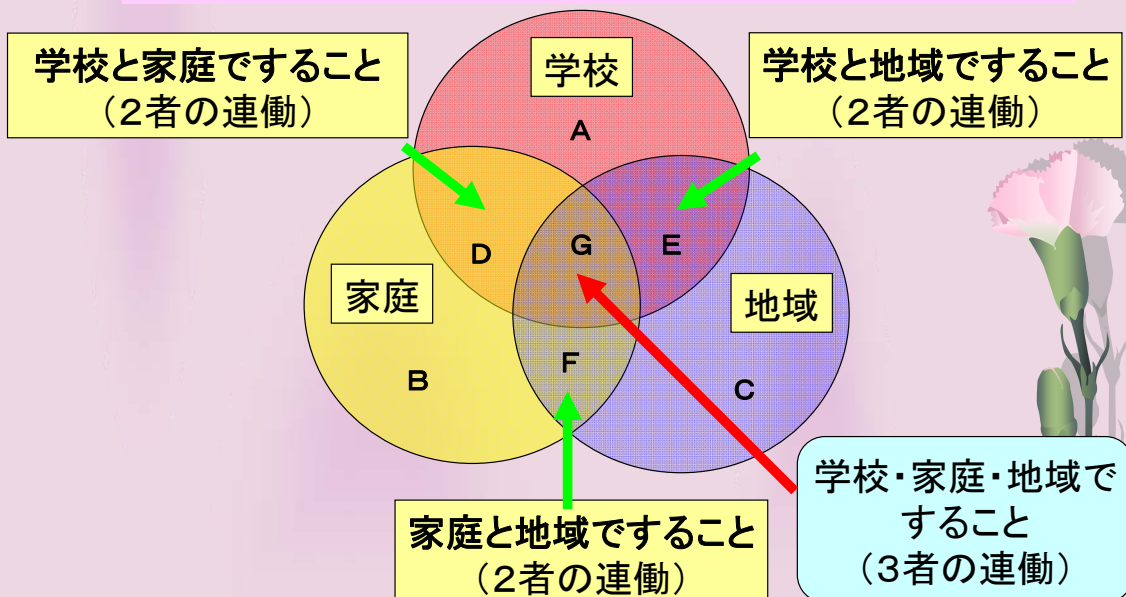 学校と家庭ですること
(２者の連働)
学校
学校と地域ですること
(２者の連働)
A
D
G
E
家庭
地域
B
F
C
家庭と地域ですること
(２者の連働)
学校・家庭・地域で
すること
(３者の連働)